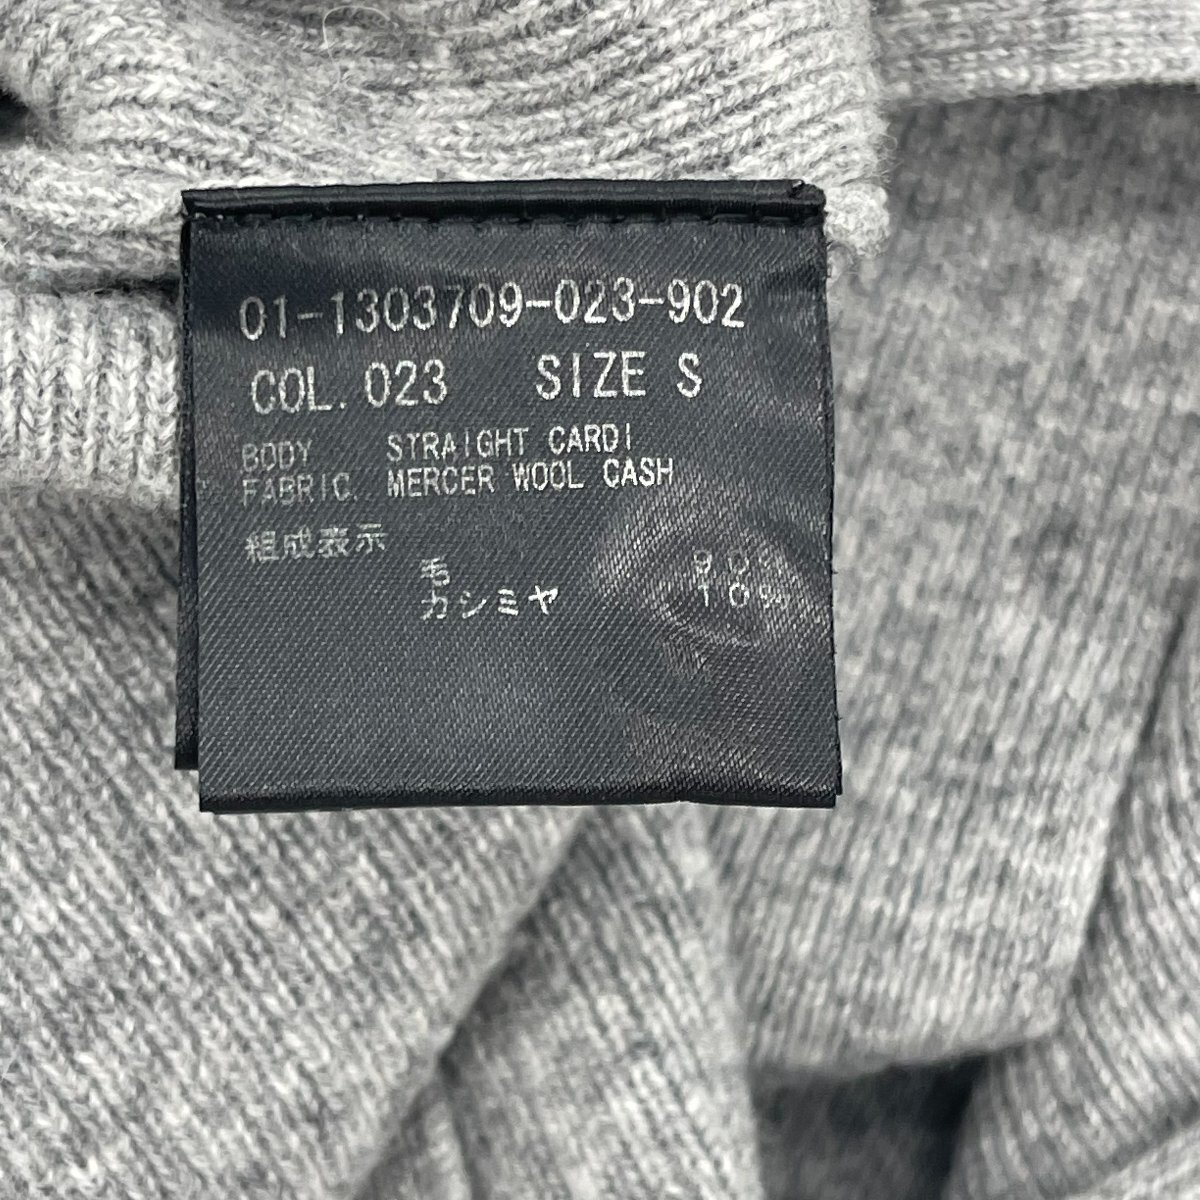 01-1303709-023-902
COL. 023 SIZE S
BODY STRAIGHT CARDI
FABRIC. MERCER WOOL CASH
組成表示
毛 90%
カシミヤ 10%